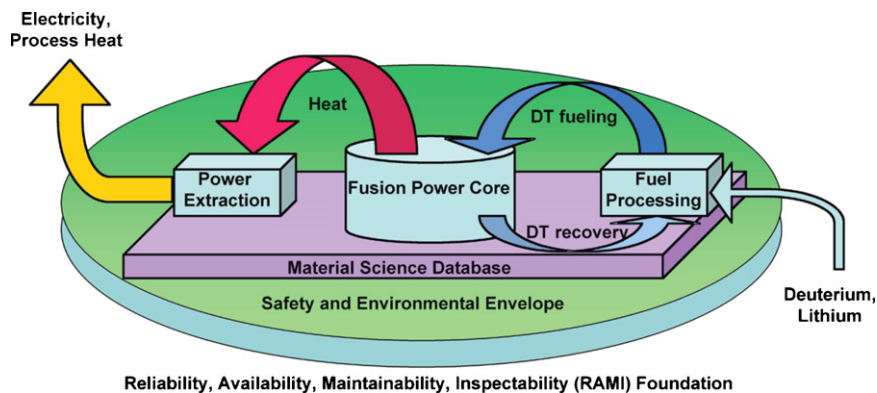 Electricity,
Process Heat
Heat
DT fueling
Power
Extraction
Fusion Power Core
Fuel
Processing
DT recovery
Material Science Database
Safety and Environmental Envelope
Deuterium,
Lithium
Reliability, Availability, Maintainability, Inspectability (RAMI) Foundation